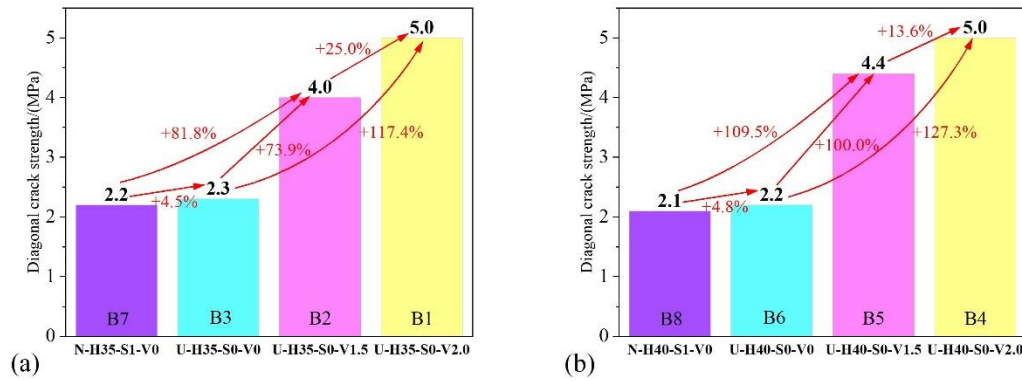 Diagonal crack strength/(MPa)
5
4
3
2
1
0
2.2
2.3
4.0
5.0
+4.5%
+81.8%
+73.9%
+25.0%
+117.4%
B7
B3
B2
B1
N-H35-S1-V0
U-H35-S0-V0
U-H35-S0-V1.5
U-H35-S0-V2.0
(a)
Diagonal crack strength/(MPa)
5
4
3
2
1
0
2.1
2.2
4.4
5.0
+4.8%
+109.5%
+100.0%
+13.6%
+127.3%
B8
B6
B5
B4
N-H40-S1-V0
U-H40-S0-V0
U-H40-S0-V1.5
U-H40-S0-V2.0
(b)